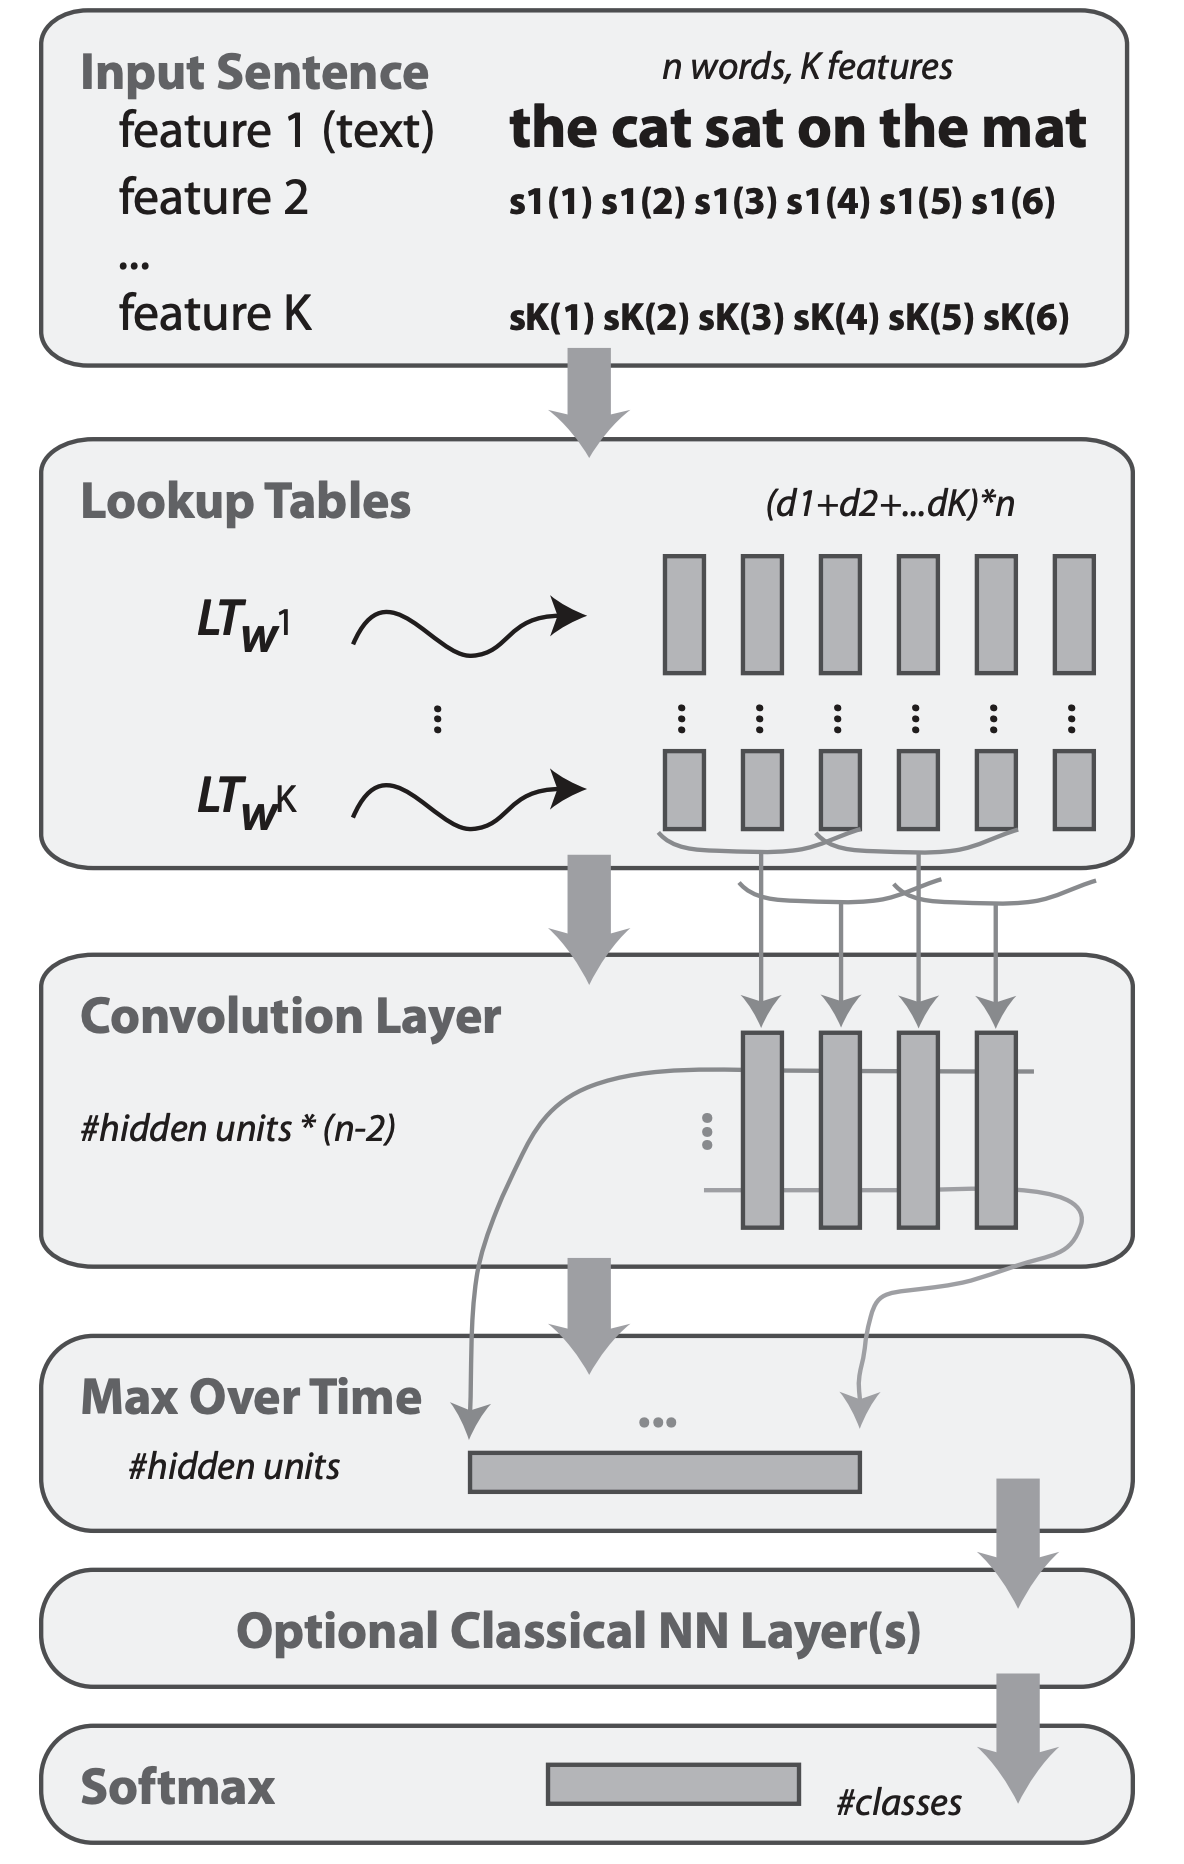 Input Sentence
n words, K features
feature 1 (text) the cat sat on the mat
feature 2 s1(1) s1(2) s1(3) s1(4) s1(5) s1(6)
...
feature K sK(1) sK(2) sK(3) sK(4) sK(5) sK(6)
Lookup Tables
(d1+d2+...dK)*n
LTW1
LTWK
Convolution Layer
#hidden units * (n-2)
Max Over Time
#hidden units
Optional Classical NN Layer(s)
Softmax
#classes